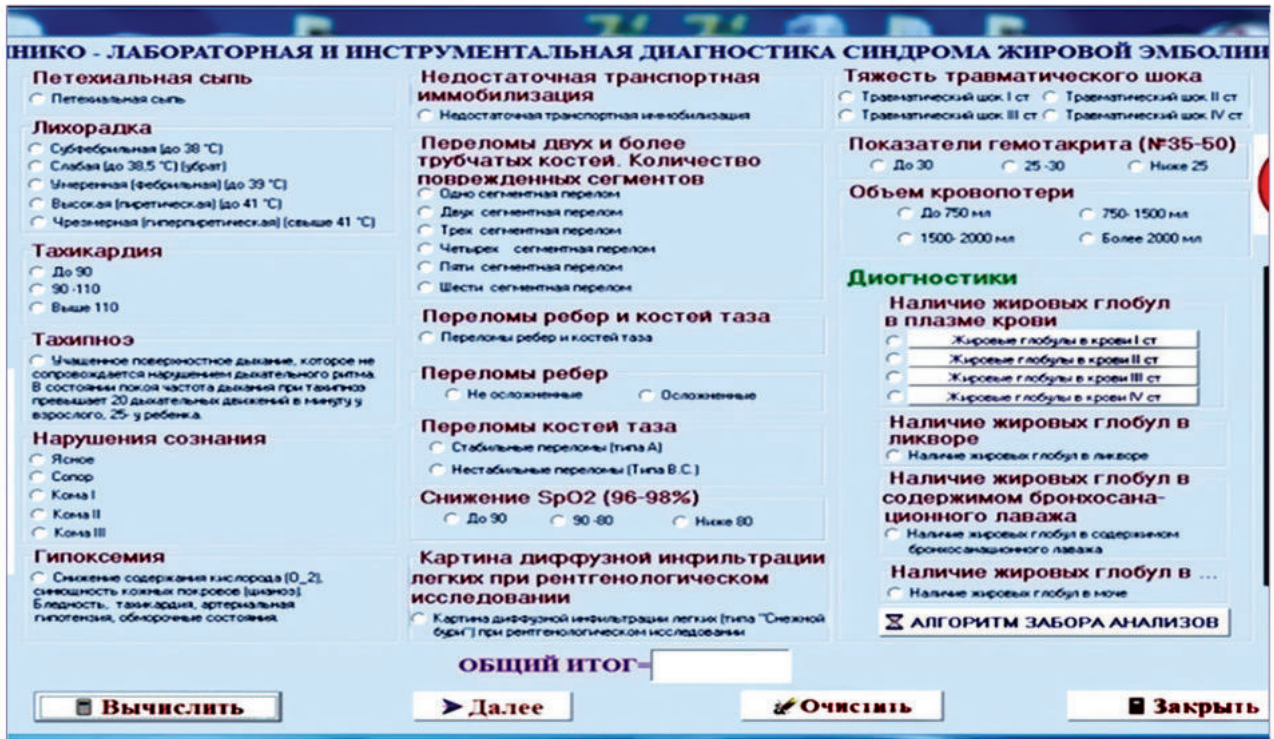 НИКО - ЛАБОРАТОРНАЯ И ИНСТРУМЕНТАЛЬНАЯ ДИАГНОСТИКА СИНДРОМА ЖИРОВОЙ ЭМБОЛИИ
Петехиальная сыпь
Петехиальная сыпь
Лихорадка
Субфебрильная (до 38 °C)
Слабая (до 38,5 °C) (убрат)
Умеренная (фебрильная) (до 39 °C)
Высокая (пиретическая) (до 41 °C)
Чрезмерная (гиперпиретическая) (свыше 41 °C)
Тахикардия
До 90
90 -110
Выше 110
Тахипноэ
Учащенное поверхностное дыхание, которое не
сопровождается нарушением дыхательного ритма.
В состоянии покоя частота дыхания при тахипноэ
превышает 20 дыхательных движений в минуту у
взрослого, 25- у ребенка.
Нарушения сознания
Ясное
Сопор
Кома I
Кома II
Кома III
Гипоксемия
Снижение содержания кислорода (O_2),
синюшность кожных покровов (цианоз).
Бледность, тахикардия, артериальная
гипотензия, обморочные состояния.
Недостаточная транспортная
иммобилизация
Недостаточная транспортная иммобилизация
Переломы двух и более
трубчатых костей. Количество
поврежденных сегментов
Одно сегментная перелом
Двух сегментная перелом
Трех сегментная перелом
Четырех сегментная перелом
Пяти сегментная перелом
Шести сегментная перелом
Переломы ребер и костей таза
Переломы ребер и костей таза
Переломы ребер
Не осложненные
Осложненные
Переломы костей таза
Стабильные переломы (типа A)
Нестабильные переломы (Типа B.C.)
Снижение SpO2 (96-98%)
До 90
90 -80
Ниже 80
Картина диффузной инфильтрации
легких при рентгенологическом
исследовании
Картина диффузной инфильтрации легких (типа "Снежной
бури") при рентгенологическом исследовании
Тяжесть травматического шока
Травматический шок I ст
Травматический шок II ст
Травматический шок III ст
Травматический шок IV ст
Показатели гемотакрита (№35-50)
До 30
25 -30
Ниже 25
Объем кровопотери
До 750 мл
750- 1500 мл
1500- 2000 мл
Более 2000 мл
Диогностики
Наличие жировых глобул
в плазме крови
Жировые глобулы в крови I ст
Жировые глобулы в крови II ст
Жировые глобулы в крови III ст
Жировые глобулы в крови IV ст
Наличие жировых глобул в
ликворе
Наличие жировых глобул в ликворе
Наличие жировых глобул в
содержимом бронхосана-
ционного лаважа
Наличие жировых глобул в содержимом
бронхосанационного лаважа
Наличие жировых глобул в ...
Наличие жировых глобул в моче
АЛГОРИТМ ЗАБОРА АНАЛИЗОВ
ОБЩИЙ ИТОГ=
Вычислить
Далее
Очистить
Закрыть